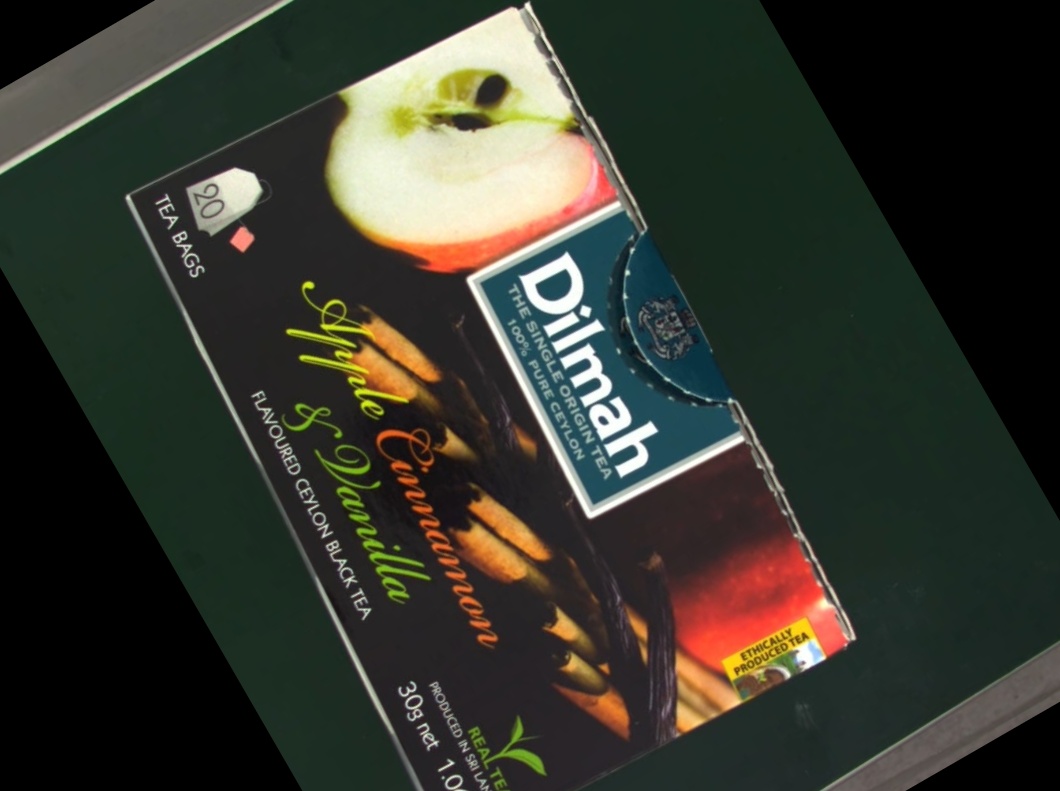 Dilmah
THE SINGLE ORIGIN TEA
100% PURE CEYLON
20
TEA BAGS
Apple Cinnamon
& Vanilla
FLAVOURED CEYLON BLACK TEA
ETHICALLY
PRODUCED TEA
REAL TEA
PRODUCED IN SRI
30g net